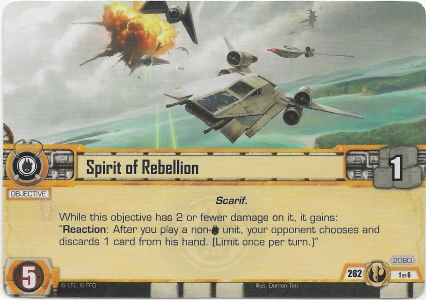 Spirit of Rebellion
1
OBJECTIVE
Scarif.
While this objective has 2 or fewer damage on it, it gains:
"Reaction: After you play a non- unit, your opponent chooses and
discards 1 card from his hand. (Limit once per turn.)"
5
© LFL © FFG
Illus. Darren Tan
262
2080
1 of 6